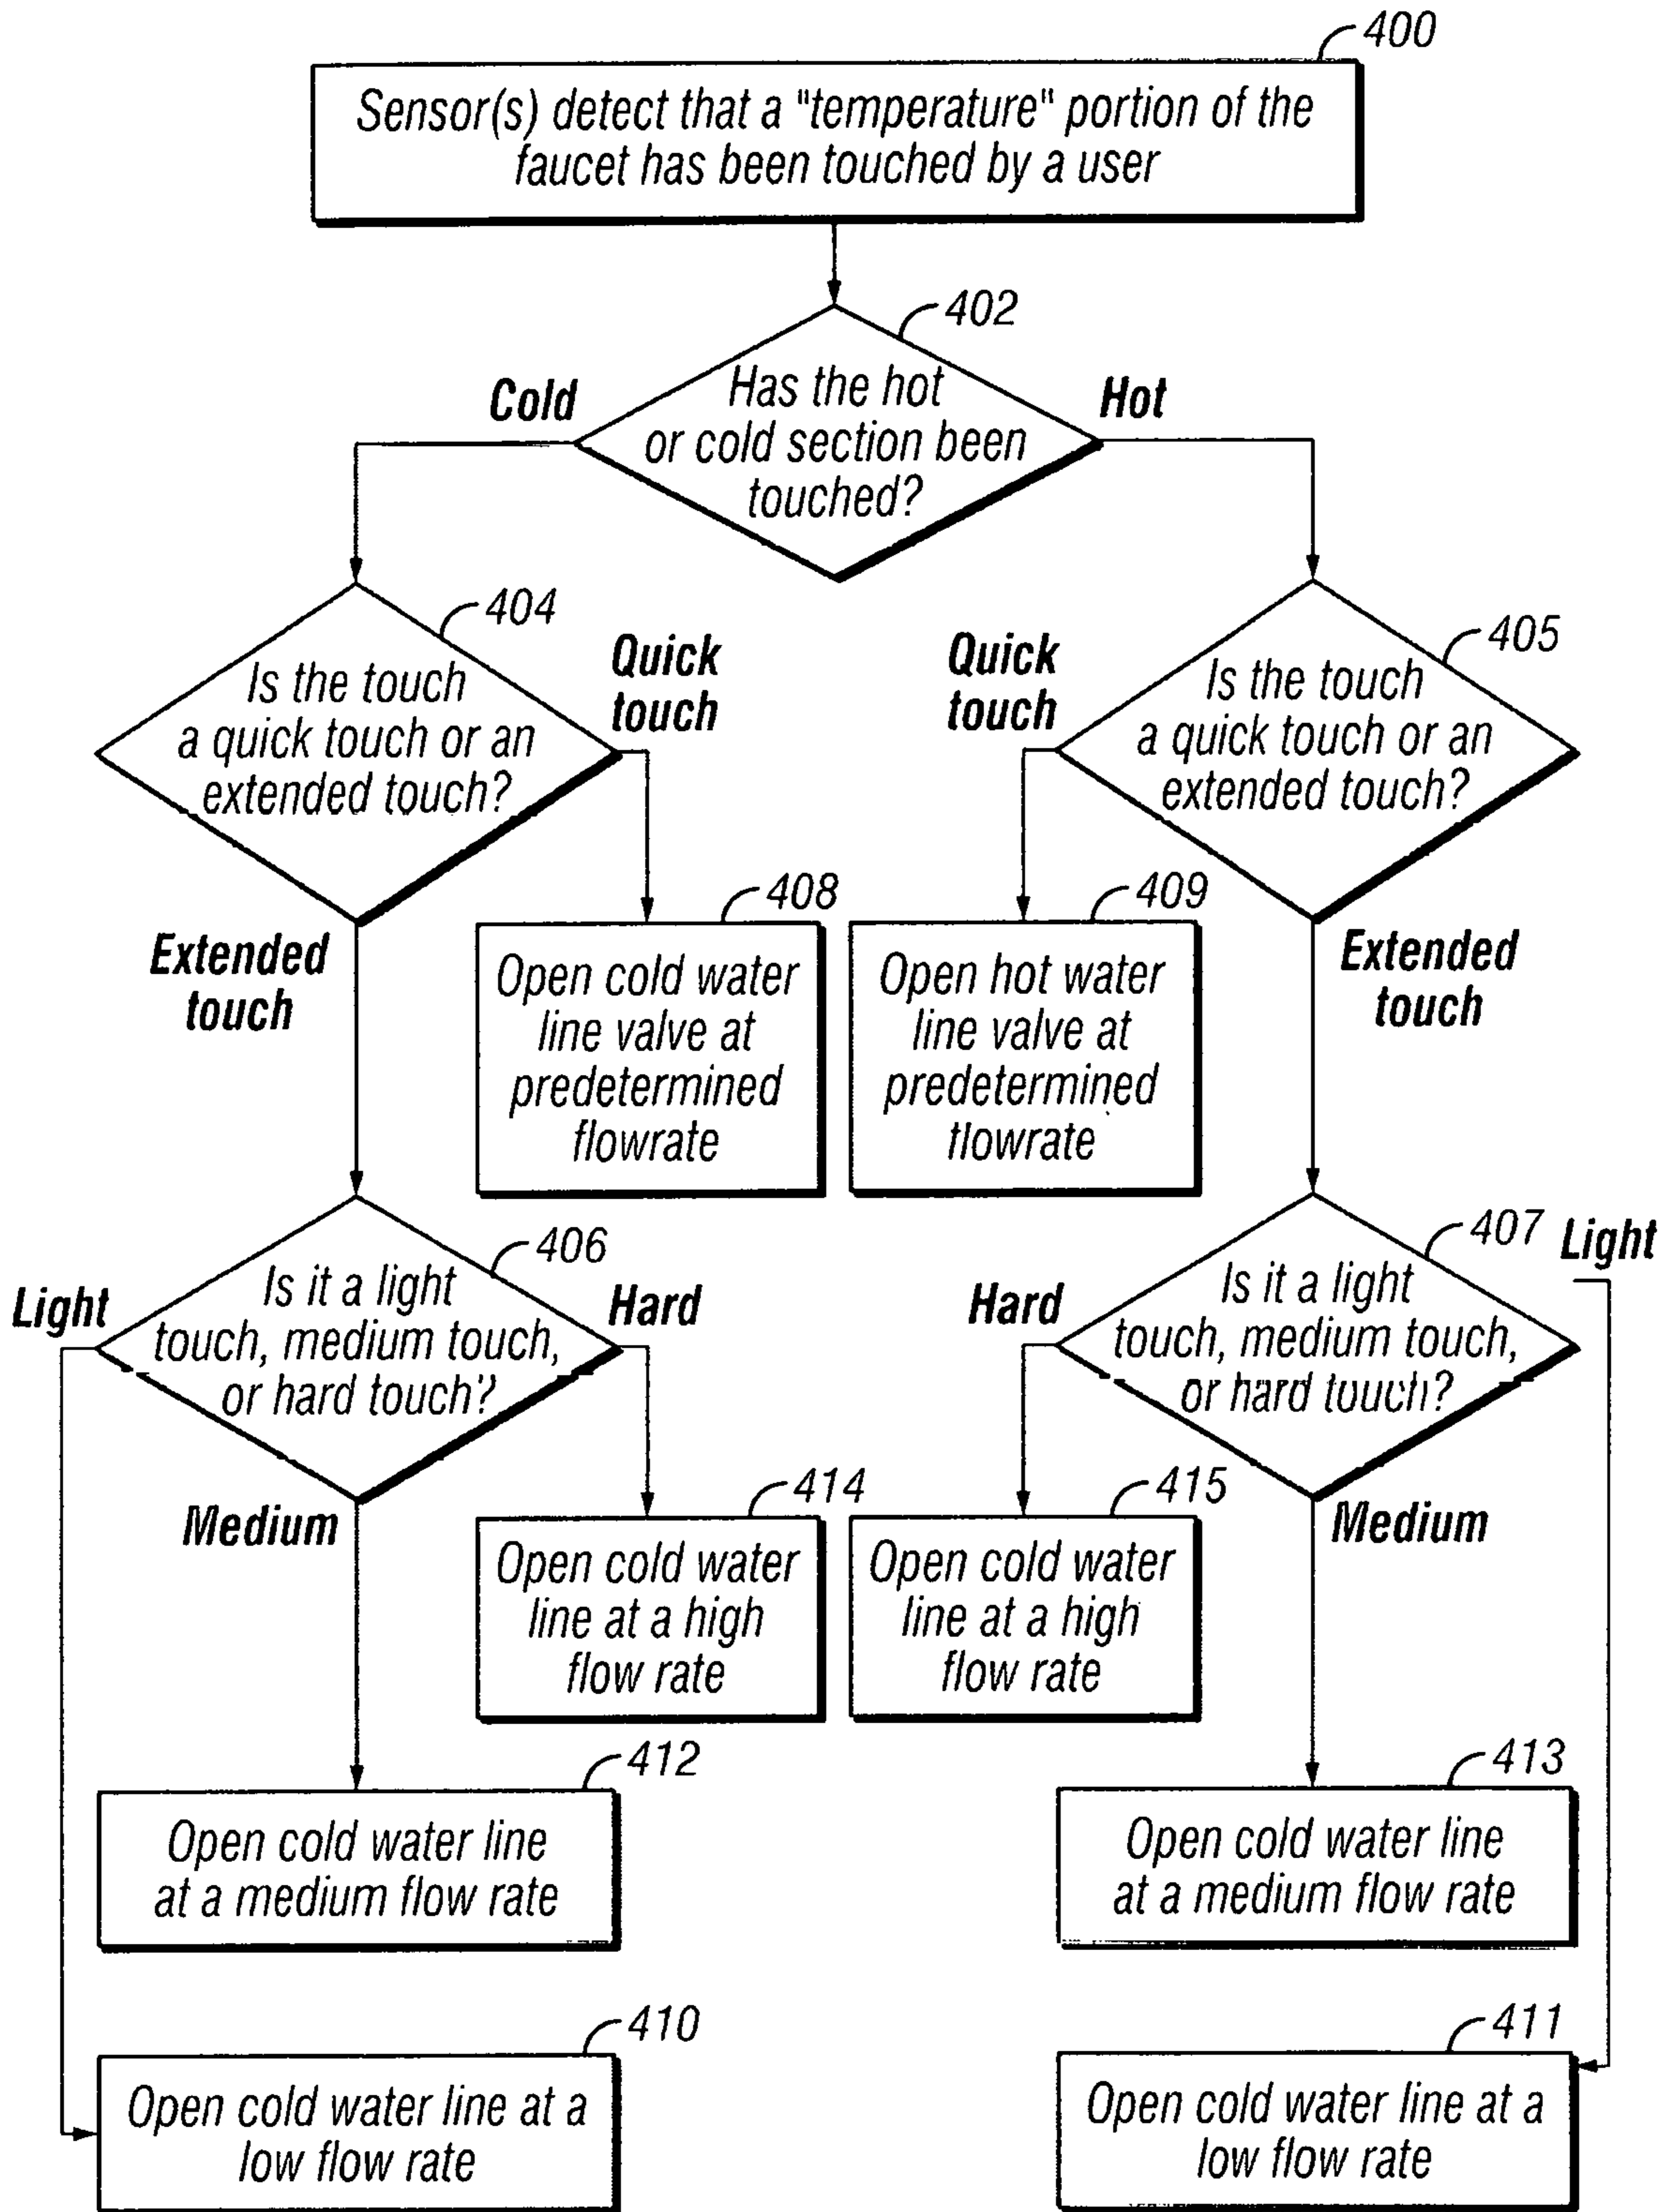 400
Sensor(s) detect that a "temperature" portion of the
faucet has been touched by a user
402
Cold
Has the hot
or cold section been
touched?
Hot
404
Is the touch
a quick touch or an
extended touch?
Quick
touch
Quick
touch
405
Is the touch
a quick touch or an
extended touch?
Extended
touch
408
Open cold water
line valve at
predetermined
flowrate
409
Open hot water
line valve at
predetermined
flowrate
Extended
touch
406
Light
Is it a light
touch, medium touch,
or hard touch?
Hard
407
Hard
Is it a light
touch, medium touch,
or hard touch?
Light
Medium
414
Open cold water
line at a high
flow rate
415
Open cold water
line at a high
flow rate
Medium
412
Open cold water line
at a medium flow rate
413
Open cold water line
at a medium flow rate
410
Open cold water line at a
low flow rate
411
Open cold water line at a
low flow rate